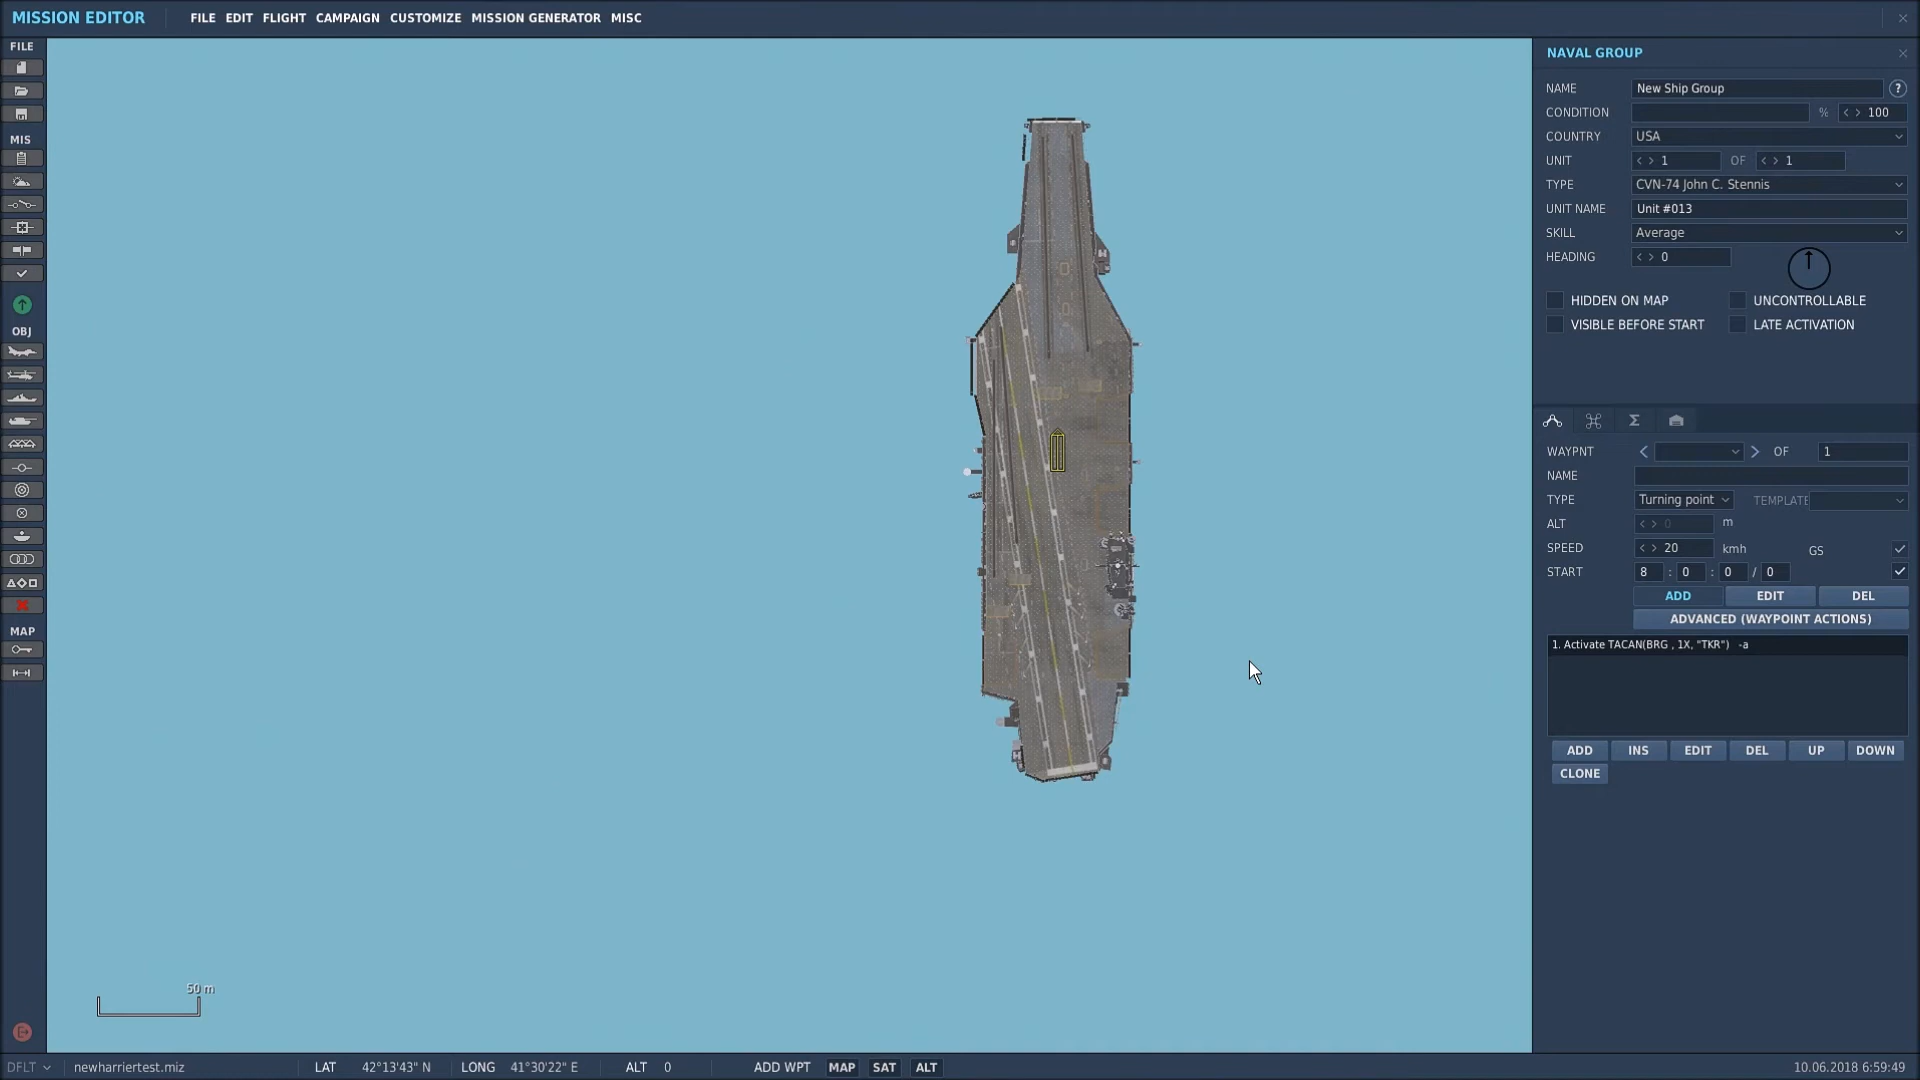 MISSION EDITOR FILE EDIT FLIGHT CAMPAIGN CUSTOMIZE MISSION GENERATOR MISC
FILE
MIS
OBJ
MAP
50 m
NAVAL GROUP
NAME New Ship Group ?
CONDITION % < > 100
COUNTRY USA
UNIT < > 1 OF < > 1
TYPE CVN-74 John C. Stennis
UNIT NAME Unit #013
SKILL Average
HEADING < > 0
HIDDEN ON MAP UNCONTROLLABLE
VISIBLE BEFORE START LATE ACTIVATION
WAYPNT < > OF 1
NAME
TYPE Turning point TEMPLATE
ALT < > 0 m
SPEED < > 20 kmh GS
START 8 : 0 : 0 / 0
ADD EDIT DEL
ADVANCED (WAYPOINT ACTIONS)
1. Activate TACAN(BRG , 1X, "TKR") -a
ADD INS EDIT DEL UP DOWN
CLONE
DFLT newharriertest.miz LAT 42°13'43" N LONG 41°30'22" E ALT 0 ADD WPT MAP SAT ALT 10.06.2018 6:59:49